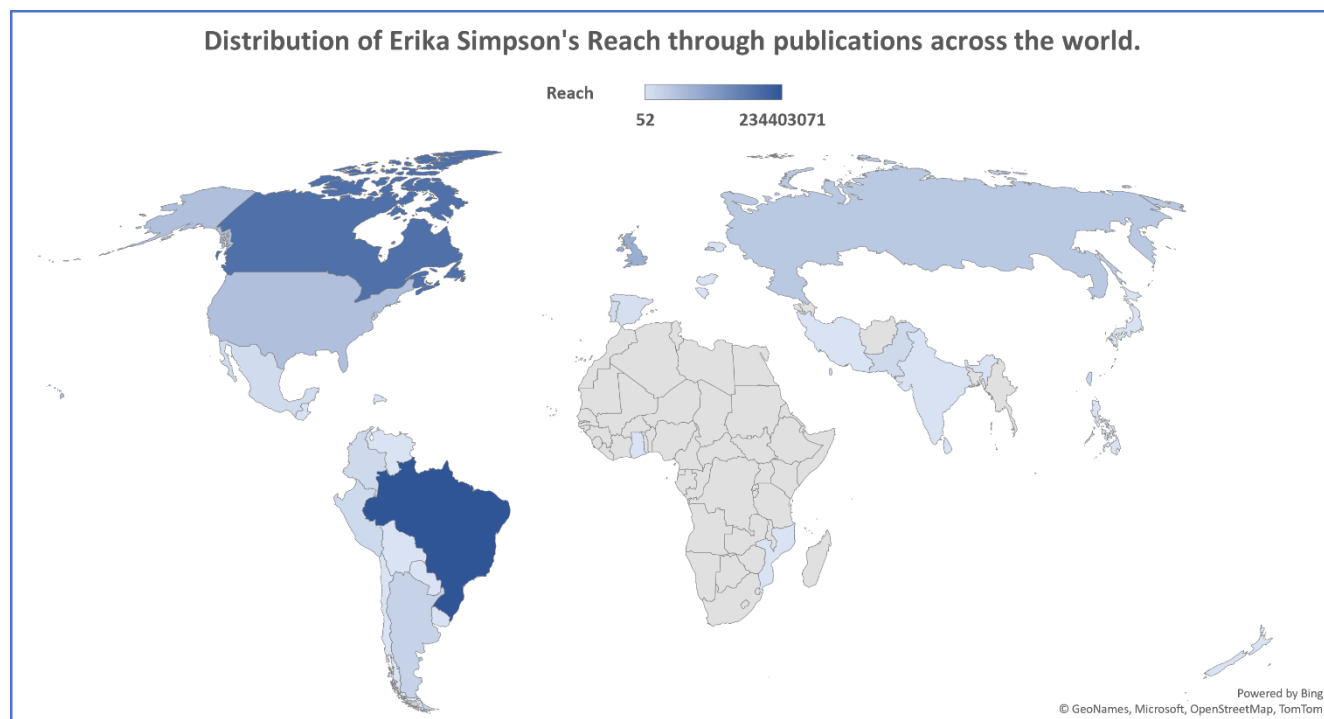 Distribution of Erika Simpson's Reach through publications across the world.
Reach
52 234403071
Powered by Bing
© GeoNames, Microsoft, OpenStreetMap, TomTom